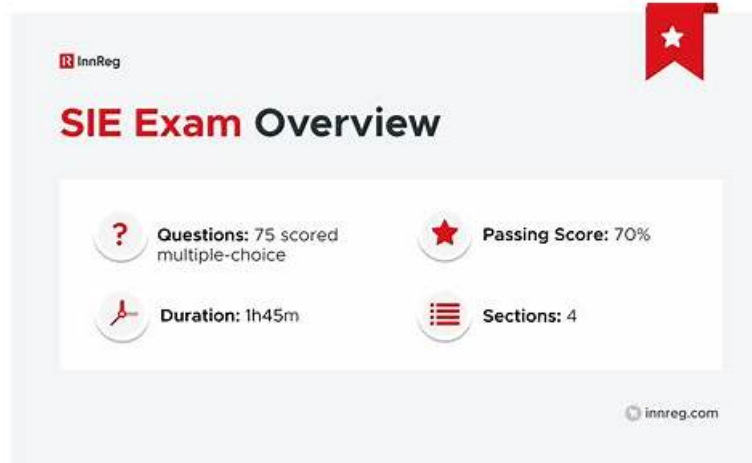 InnReg
SIE Exam Overview
? Questions: 75 scored
multiple-choice
Passing Score: 70%
Duration: 1h45m
Sections: 4
innreg.com